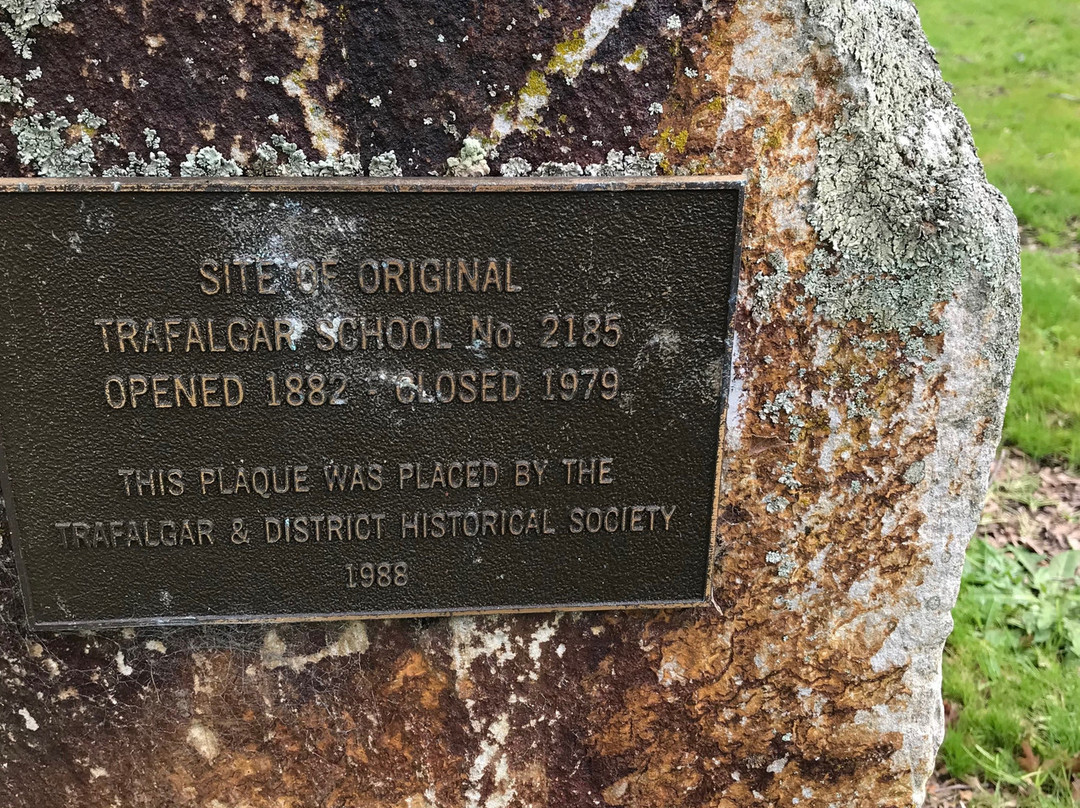 SITE OF ORIGINAL
TRAFALGAR SCHOOL No. 2185
OPENED 1882 - CLOSED 1979
THIS PLAQUE WAS PLACED BY THE
TRAFALGAR & DISTRICT HISTORICAL SOCIETY
1988